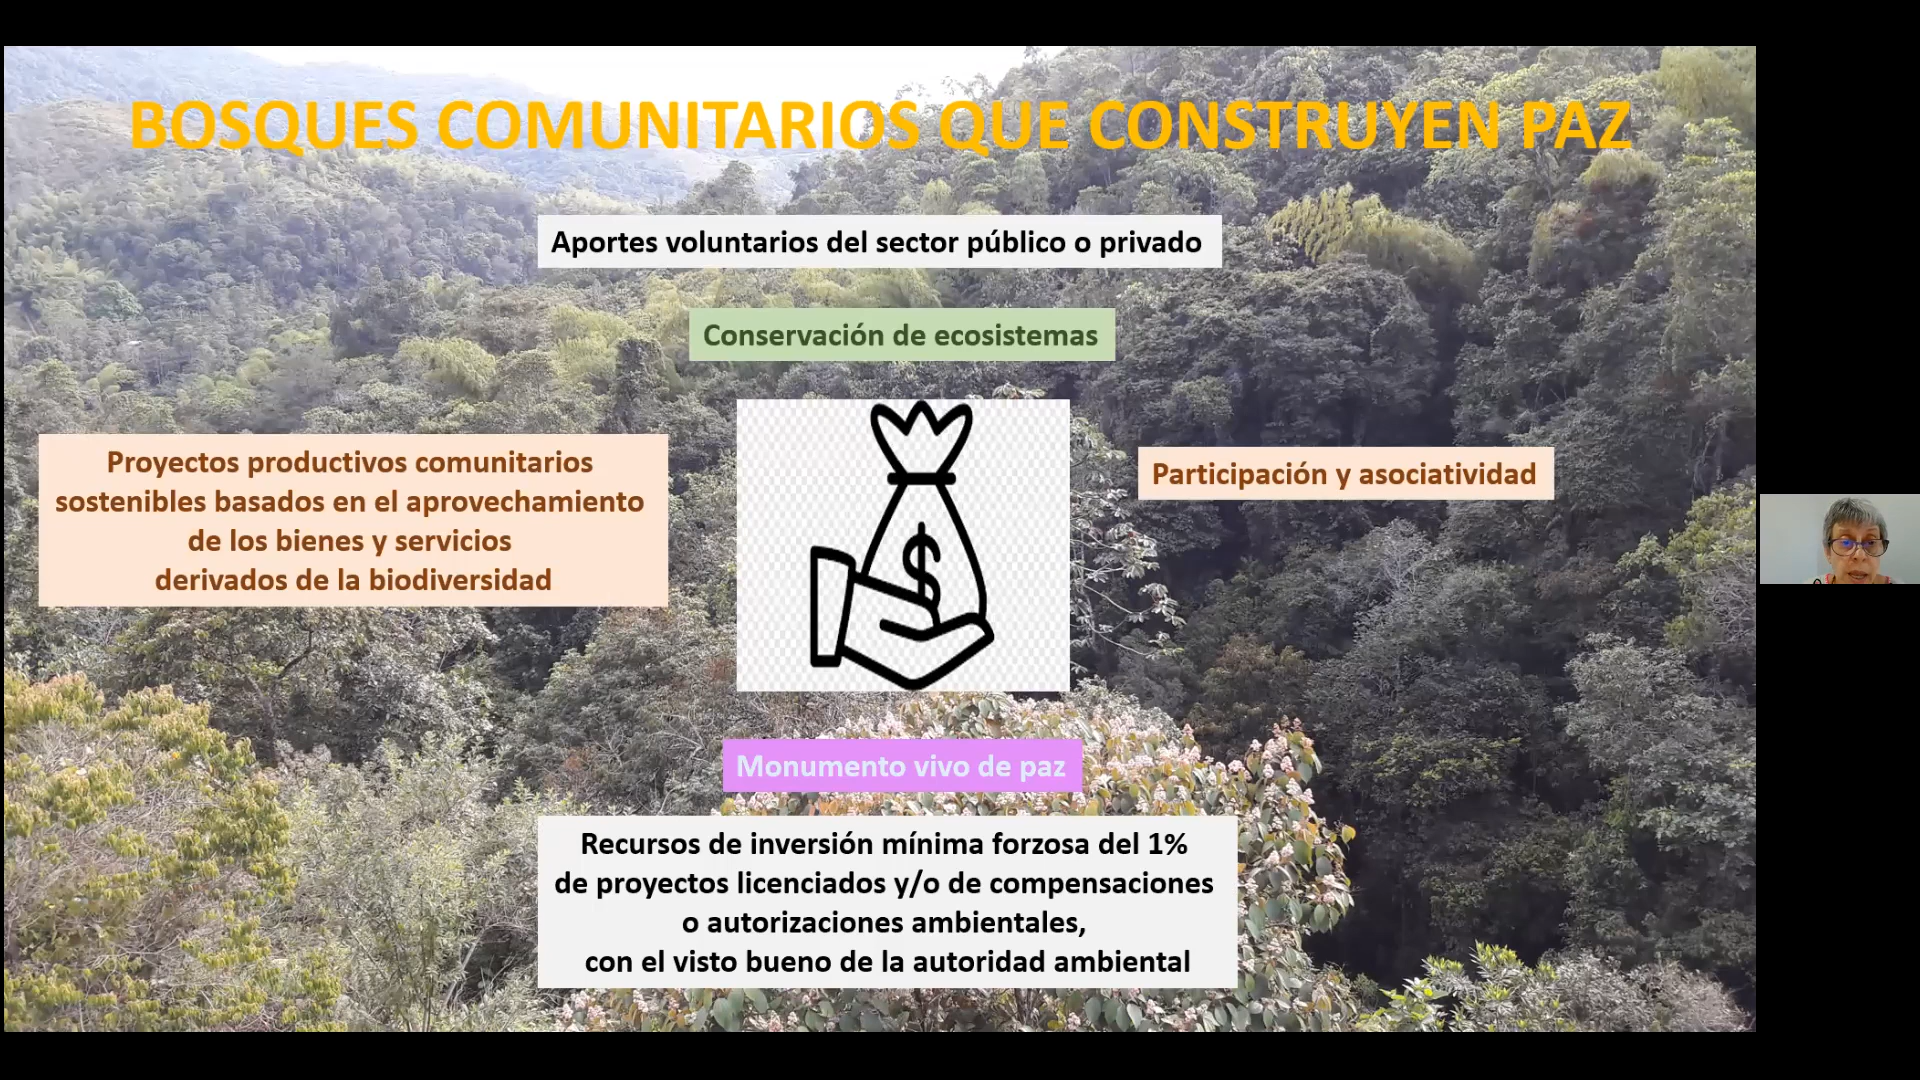 BOSQUES COMUNITARIOS QUE CONSTRUYEN PAZ
Aportes voluntarios del sector público o privado
Conservación de ecosistemas
Proyectos productivos comunitarios
sostenibles basados en el aprovechamiento
de los bienes y servicios
derivados de la biodiversidad
$
Participación y asociatividad
Monumento vivo de paz
Recursos de inversión mínima forzosa del 1%
de proyectos licenciados y/o de compensaciones
o autorizaciones ambientales,
con el visto bueno de la autoridad ambiental